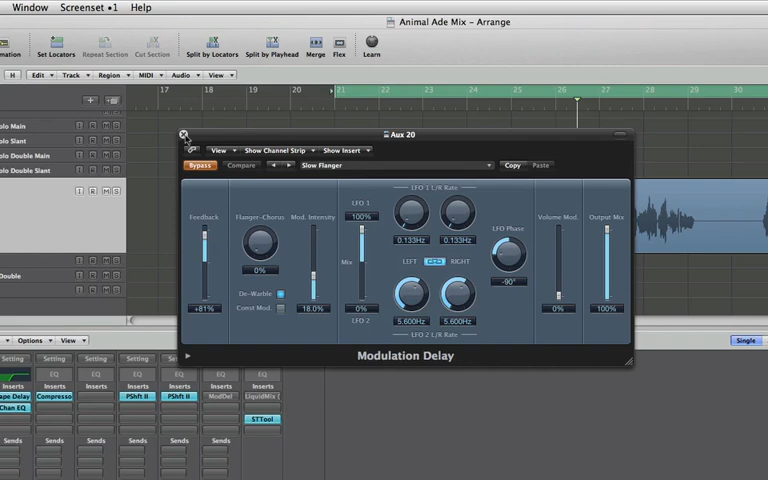 Window Screenset •1 Help
Animal Ade Mix – Arrange
mation Set Locators Repeat Section Cut Section Split by Locators Split by Playhead Merge Flex Learn
H Edit Track Region MIDI Audio View
17 18 19 20 21 22 23 24 25 26 27 28 29 30
olo Main I R M S
olo Slant I R M S
olo Double Main I R M S
olo Double Slant I R M S
I R M S
Double I R M S
Aux 20
View Show Channel Strip Show Insert
Bypass Compare Slow Flanger Copy Paste
LFO 1 L/R Rate
Feedback Flanger-Chorus Mod. Intensity LFO 1 LFO Phase Volume Mod. Output Mix
100%
0.133Hz 0.133Hz
Mix LEFT RIGHT
0% -90°
De-Warble
Const Mod.
+81% 18.0% 0% 5.600Hz 5.600Hz 0% 100%
LFO 2 LFO 2 L/R Rate
Modulation Delay
Options View Single
Setting Setting Setting Setting Setting Setting Setting
EQ EQ EQ EQ EQ EQ
Inserts Inserts Inserts Inserts Inserts Inserts Inserts
ape Delay Compresso PShft II PShft II ModDel LiquidMix (
Chan EQ STTool
Sends Sends Sends Sends Sends Sends Sends